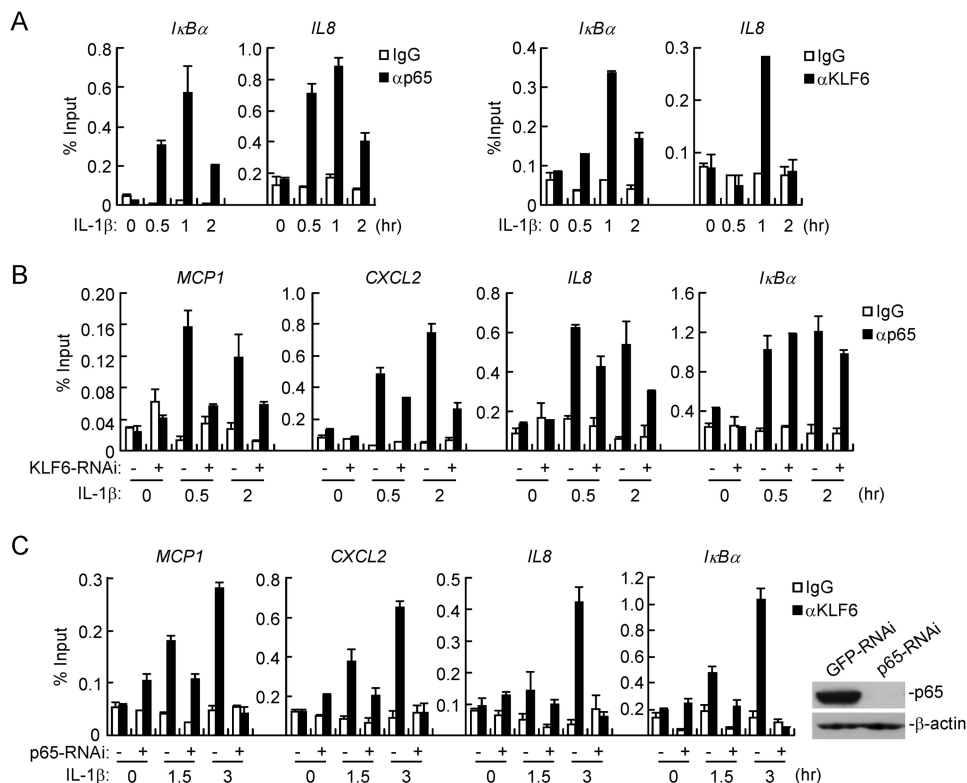 A
IκBα IL8 IκBα IL8
0.8 1.0 0.4 0.3
0.6 0.8 0.3 0.2
0.4 0.6 0.2 0.1
0.2 0.4 0.1
0 0.2 0
% Input
IgG
αp65
%Input
IgG
αKLF6
IL-1β: 0 0.5 1 2 0 0.5 1 2 (hr) IL-1β: 0 0.5 1 2 0 0.5 1 2 (hr)
B
MCP1 CXCL2 IL8 IκBα
0.20 1.0 0.8 1.6
0.16 0.8 0.6 1.2
0.12 0.6 0.4 0.8
0.08 0.4 0.2 0.4
0.04 0.2
0
% Input
IgG
αp65
KLF6-RNAi: - + - + - + - + - + - + - + - + - + - + - + - +
IL-1β: 0 0.5 2 0 0.5 2 0 0.5 2 0 0.5 2 (hr)
C
MCP1 CXCL2 IL8 IκBα
0.3 0.8 0.5 1.2
0.2 0.6 0.4 1.0
0.1 0.4 0.3 0.8
0 0.2 0.2 0.6
0.1 0.4
0.2
% Input
IgG
αKLF6
GFP-RNAi
p65-RNAi
-p65
-β-actin
p65-RNAi: - + - + - + - + - + - + - + - + - + - + - + - +
IL-1β: 0 1.5 3 0 1.5 3 0 1.5 3 0 1.5 3 (hr)